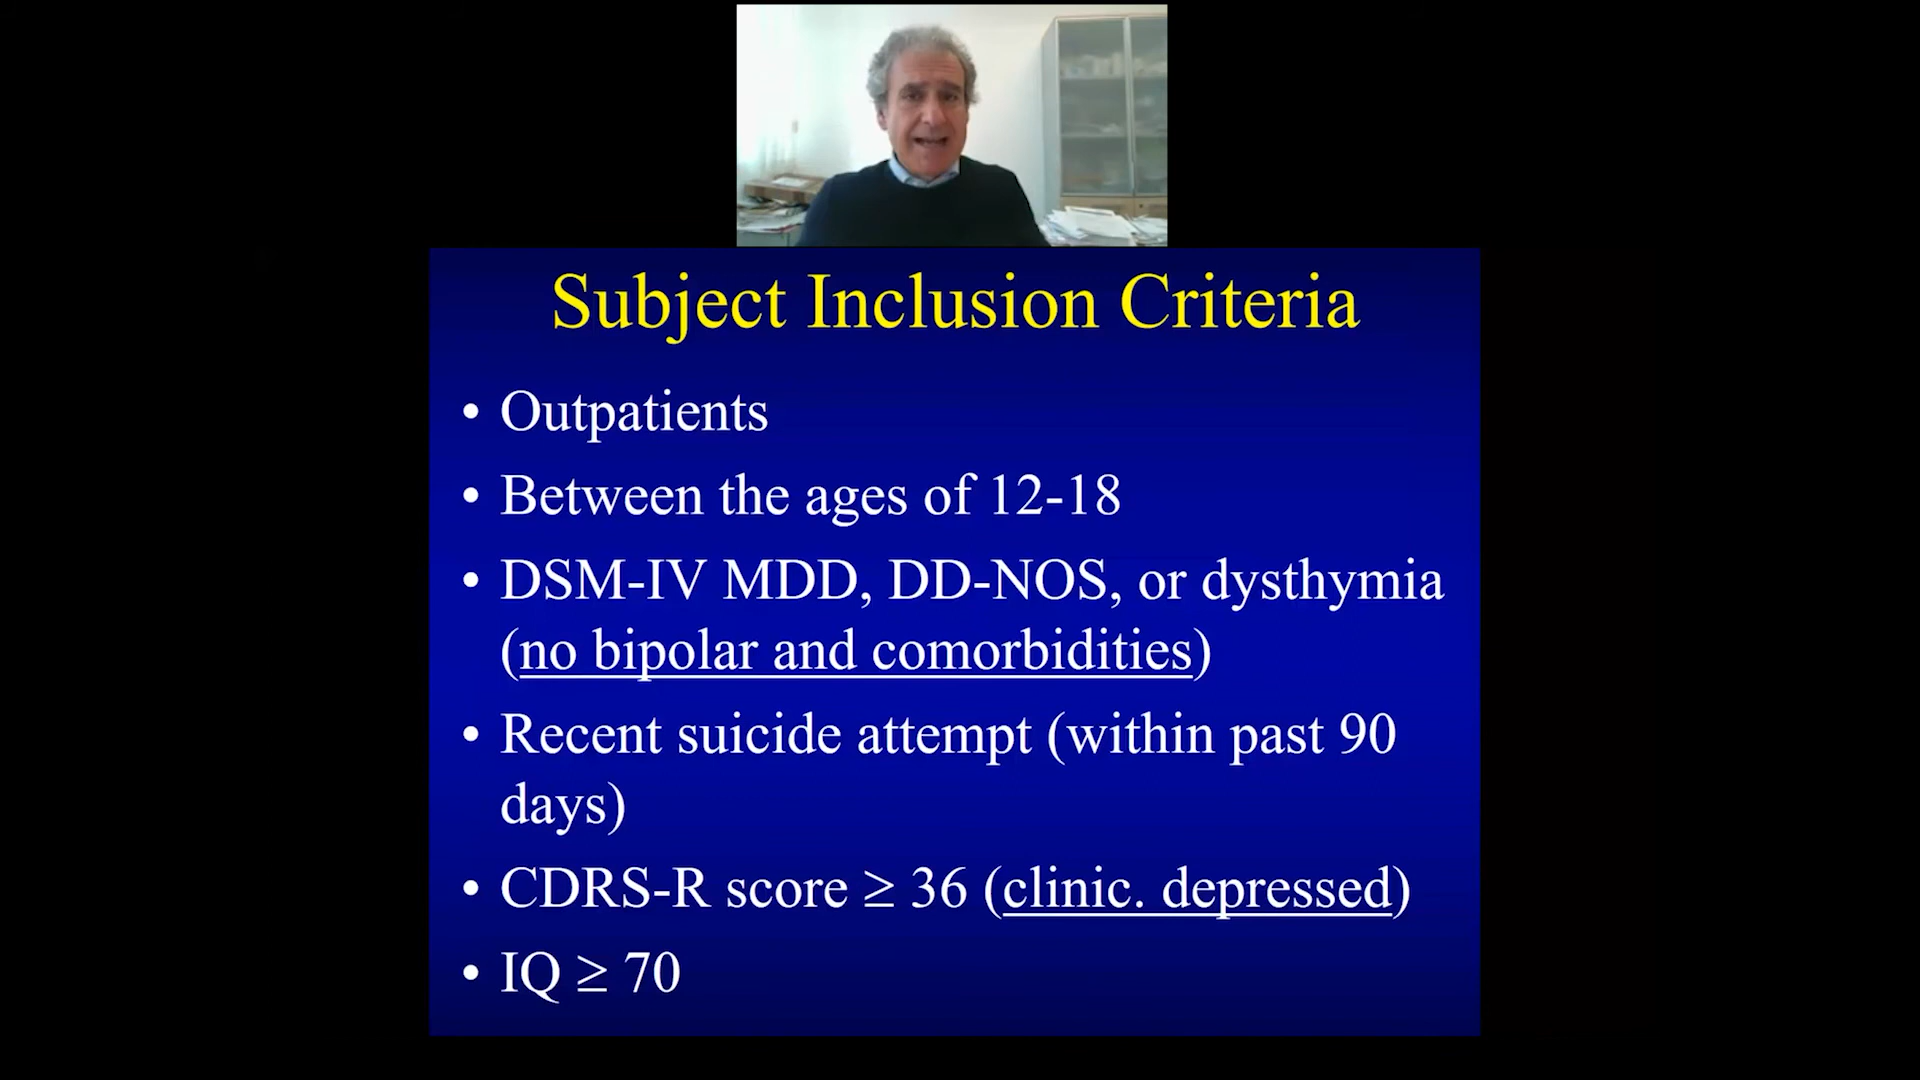 Subject Inclusion Criteria
• Outpatients
• Between the ages of 12-18
• DSM-IV MDD, DD-NOS, or dysthymia
(no bipolar and comorbidities)
• Recent suicide attempt (within past 90
days)
• CDRS-R score ≥ 36 (clinic. depressed)
• IQ ≥ 70